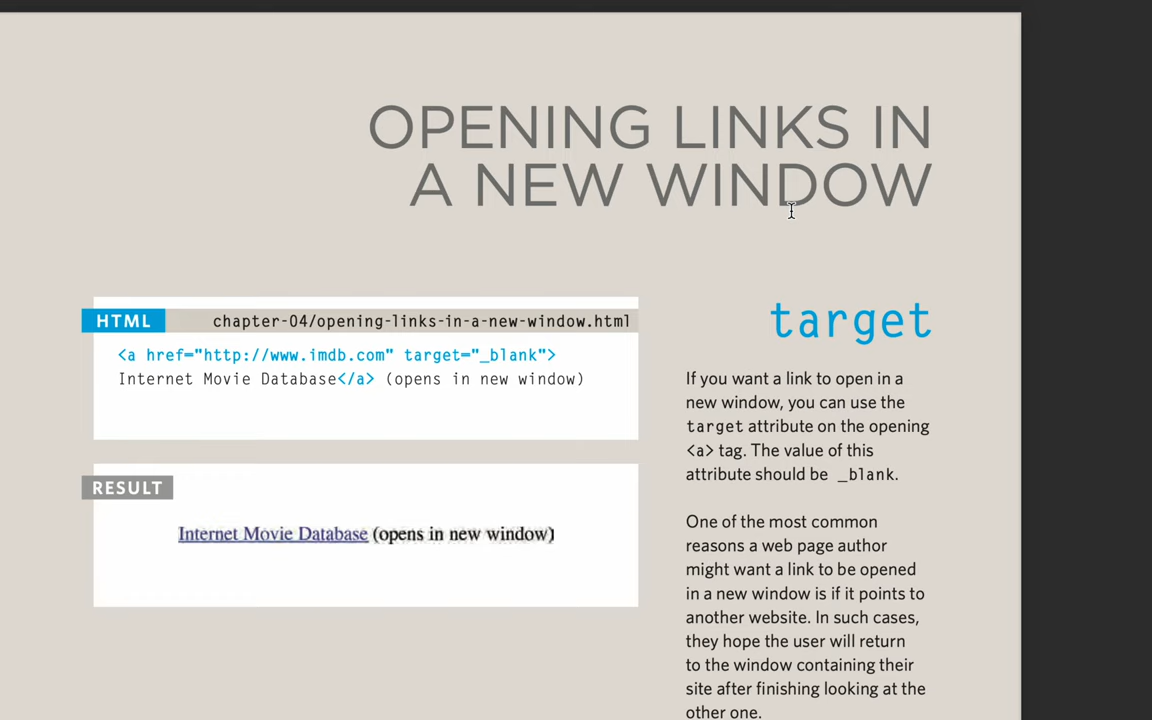 OPENING LINKS IN
A NEW WINDOW
HTML chapter-04/opening-links-in-a-new-window.html
<a href="http://www.imdb.com" target="_blank">
Internet Movie Database</a> (opens in new window)
RESULT
Internet Movie Database (opens in new window)
target
If you want a link to open in a
new window, you can use the
target attribute on the opening
<a> tag. The value of this
attribute should be _blank.
One of the most common
reasons a web page author
might want a link to be opened
in a new window is if it points to
another website. In such cases,
they hope the user will return
to the window containing their
site after finishing looking at the
other one.